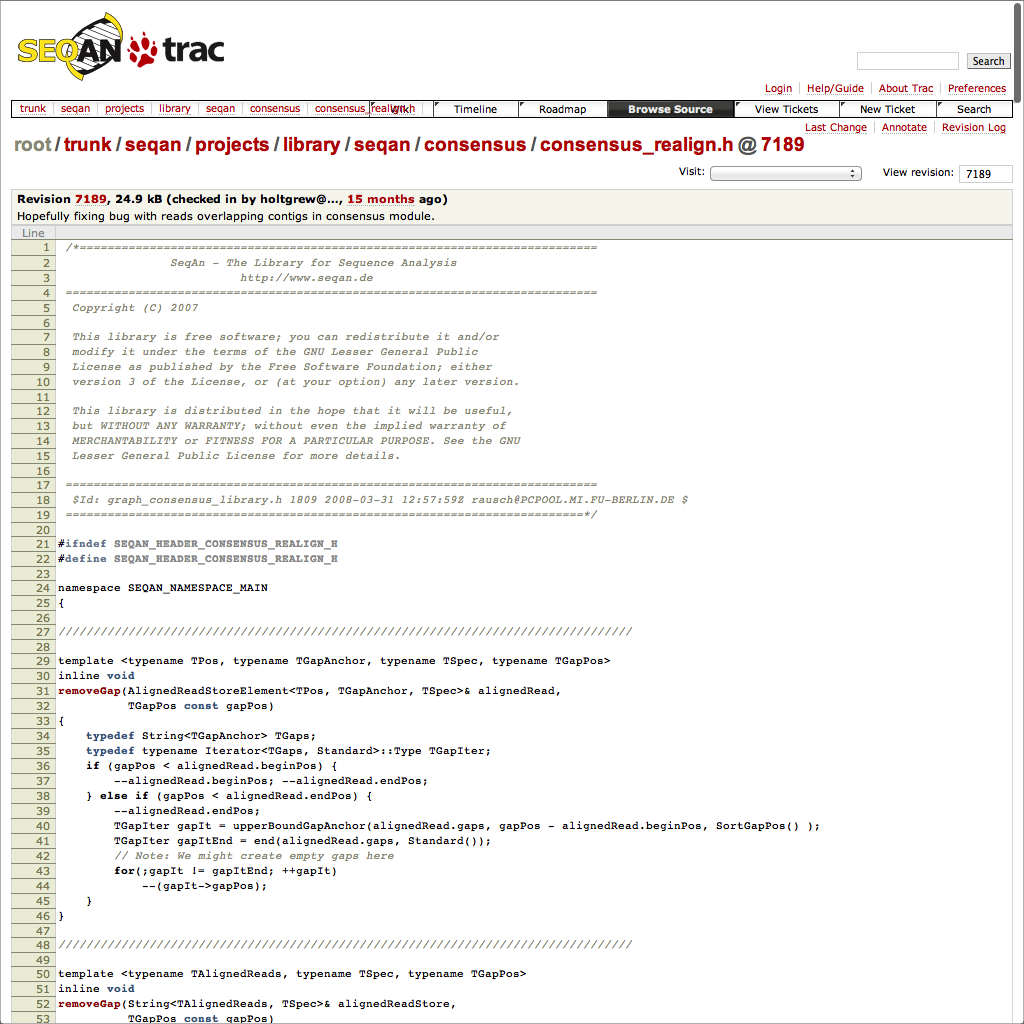 SEQAN trac
Search
Login Help/Guide About Trac Preferences
trunk seqan projects library seqan consensus consensus_realign.h Timeline Roadmap Browse Source View Tickets New Ticket Search
Last Change Annotate Revision Log
root / trunk / seqan / projects / library / seqan / consensus / consensus_realign.h @ 7189
Visit: View revision: 7189
Revision 7189, 24.9 kB (checked in by holtgrew@..., 15 months ago)
Hopefully fixing bug with reads overlapping contigs in consensus module.
Line
1 /*==========================================================================
2 SeqAn - The Library for Sequence Analysis
3 http://www.seqan.de
4 ============================================================================
5 Copyright (C) 2007
6
7 This library is free software; you can redistribute it and/or
8 modify it under the terms of the GNU Lesser General Public
9 License as published by the Free Software Foundation; either
10 version 3 of the License, or (at your option) any later version.
11
12 This library is distributed in the hope that it will be useful,
13 but WITHOUT ANY WARRANTY; without even the implied warranty of
14 MERCHANTABILITY or FITNESS FOR A PARTICULAR PURPOSE. See the GNU
15 Lesser General Public License for more details.
16
17 ============================================================================
18 $Id: graph_consensus_library.h 1809 2008-03-31 12:57:59Z rausch@PCPOOL.MI.FU-BERLIN.DE $
19 ==========================================================================*/
20
21 #ifndef SEQAN_HEADER_CONSENSUS_REALIGN_H
22 #define SEQAN_HEADER_CONSENSUS_REALIGN_H
23
24 namespace SEQAN_NAMESPACE_MAIN
25 {
26
27 //////////////////////////////////////////////////////////////////////////////////
28
29 template <typename TPos, typename TGapAnchor, typename TSpec, typename TGapPos>
30 inline void
31 removeGap(AlignedReadStoreElement<TPos, TGapAnchor, TSpec>& alignedRead,
32 TGapPos const gapPos)
33 {
34 typedef String<TGapAnchor> TGaps;
35 typedef typename Iterator<TGaps, Standard>::Type TGapIter;
36 if (gapPos < alignedRead.beginPos) {
37 --alignedRead.beginPos; --alignedRead.endPos;
38 } else if (gapPos < alignedRead.endPos) {
39 --alignedRead.endPos;
40 TGapIter gapIt = upperBoundGapAnchor(alignedRead.gaps, gapPos - alignedRead.beginPos, SortGapPos() );
41 TGapIter gapItEnd = end(alignedRead.gaps, Standard());
42 // Note: We might create empty gaps here
43 for(;gapIt != gapItEnd; ++gapIt)
44 --(gapIt->gapPos);
45 }
46 }
47
48 //////////////////////////////////////////////////////////////////////////////////
49
50 template <typename TAlignedReads, typename TSpec, typename TGapPos>
51 inline void
52 removeGap(String<TAlignedReads, TSpec>& alignedReadStore,
53 TGapPos const gapPos)